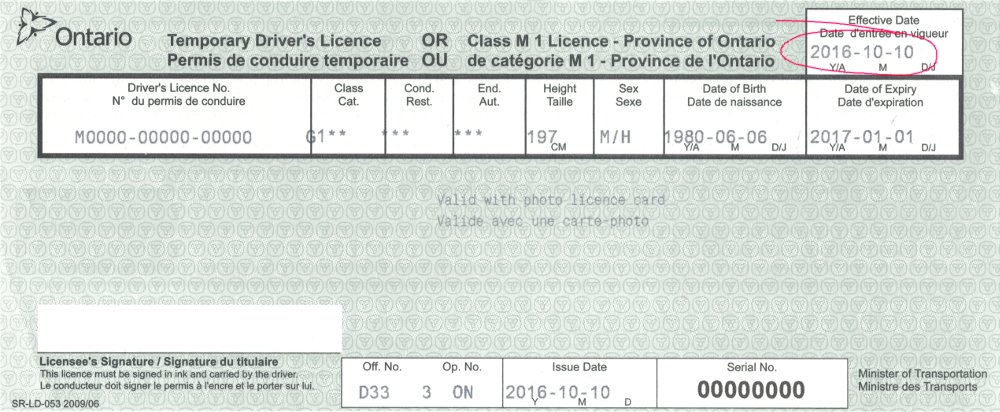 Ontario
Temporary Driver's Licence OR Class M 1 Licence - Province of Ontario
Permis de conduire temporaire OU de catégorie M 1 - Province de l'Ontario
Effective Date
Date d'entrée en vigueur
2016-10-10
Y/A M D/J
Driver's Licence No. Class Cond. End. Height Sex Date of Birth Date of Expiry
N° du permis de conduire Cat. Rest. Aut. Taille Sexe Date de naissance Date d'expiration
M0000-00000-00000 G1** *** *** 197 CM M/H 1980-06-06 2017-01-01
Y/A M D/J Y/A M D/J
Valid with photo licence card
Valide avec une carte-photo
Licensee's Signature / Signature du titulaire
This licence must be signed in ink and carried by the driver.
Le conducteur doit signer le permis à l'encre et le porter sur lui.
SR-LD-053 2009/06
Off. No. Op. No. Issue Date Serial No.
D33 3 ON 2016-10-10 00000000
Y M D
Minister of Transportation
Ministre des Transports